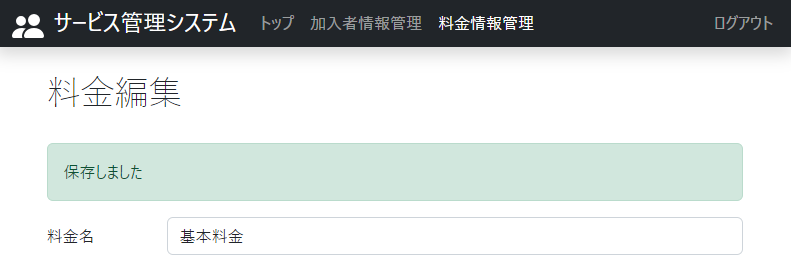 サービス管理システム トップ 加入者情報管理 料金情報管理 ログアウト
料金編集
保存しました
料金名 基本料金